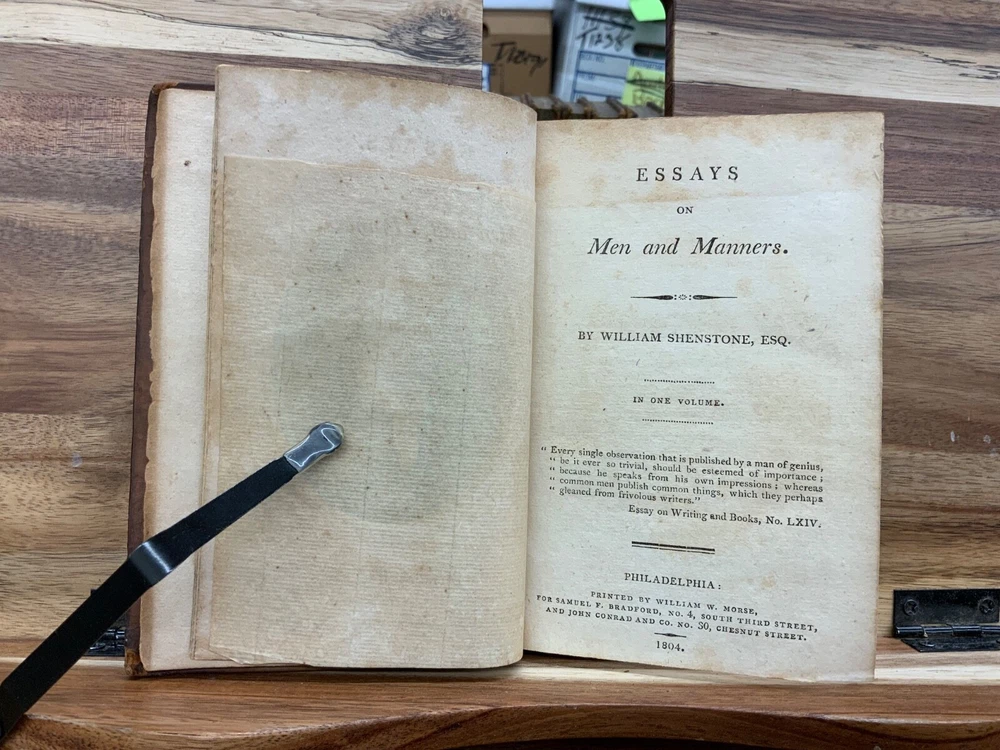 ESSAYS
ON
Men and Manners.
BY WILLIAM SHENSTONE, ESQ.
IN ONE VOLUME.
" Every single observation that is published by a man of genius,
" be it ever so trivial, should be esteemed of importance ;
" because he speaks from his own impressions ; whereas
" common men publish common things, which they perhaps
" gleaned from frivolous writers."
Essay on Writing and Books, No. LXIV.
PHILADELPHIA:
PRINTED BY WILLIAM W. MORSE,
FOR SAMUEL F. BRADFORD, NO. 4, SOUTH THIRD STREET,
AND JOHN CONRAD AND CO. NO. 30, CHESNUT STREET.
1804.